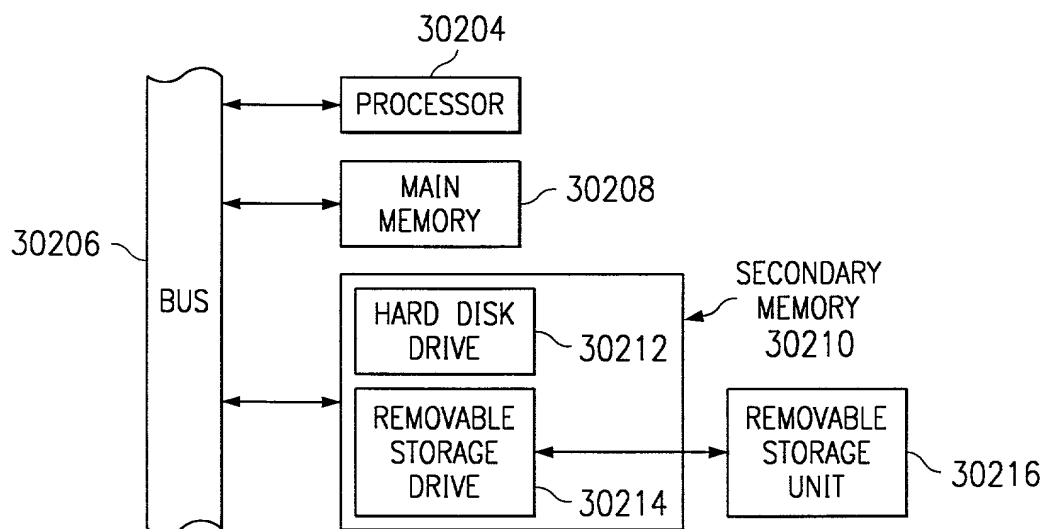 30204
PROCESSOR
MAIN
MEMORY
30208
30206
BUS
HARD DISK
DRIVE
30212
SECONDARY
MEMORY
30210
REMOVABLE
STORAGE
DRIVE
30214
REMOVABLE
STORAGE
UNIT
30216